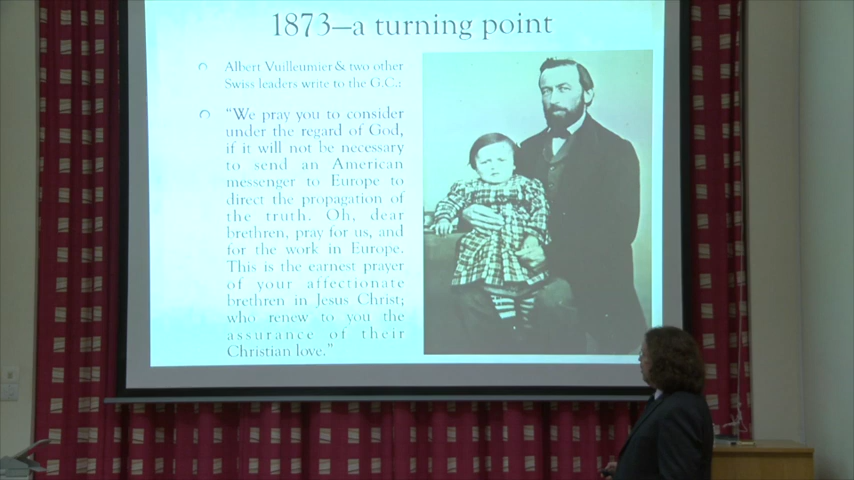 1873—a turning point
Albert Vuilleumier & two other
Swiss leaders write to the G.C.:
"We pray you to consider
under the regard of God,
if it will not be necessary
to send an American
messenger to Europe to
direct the propagation of
the truth. Oh, dear
brethren, pray for us, and
for the work in Europe.
This is the earnest prayer
of your affectionate
brethren in Jesus Christ;
who renew to you the
assurance of their
Christian love."